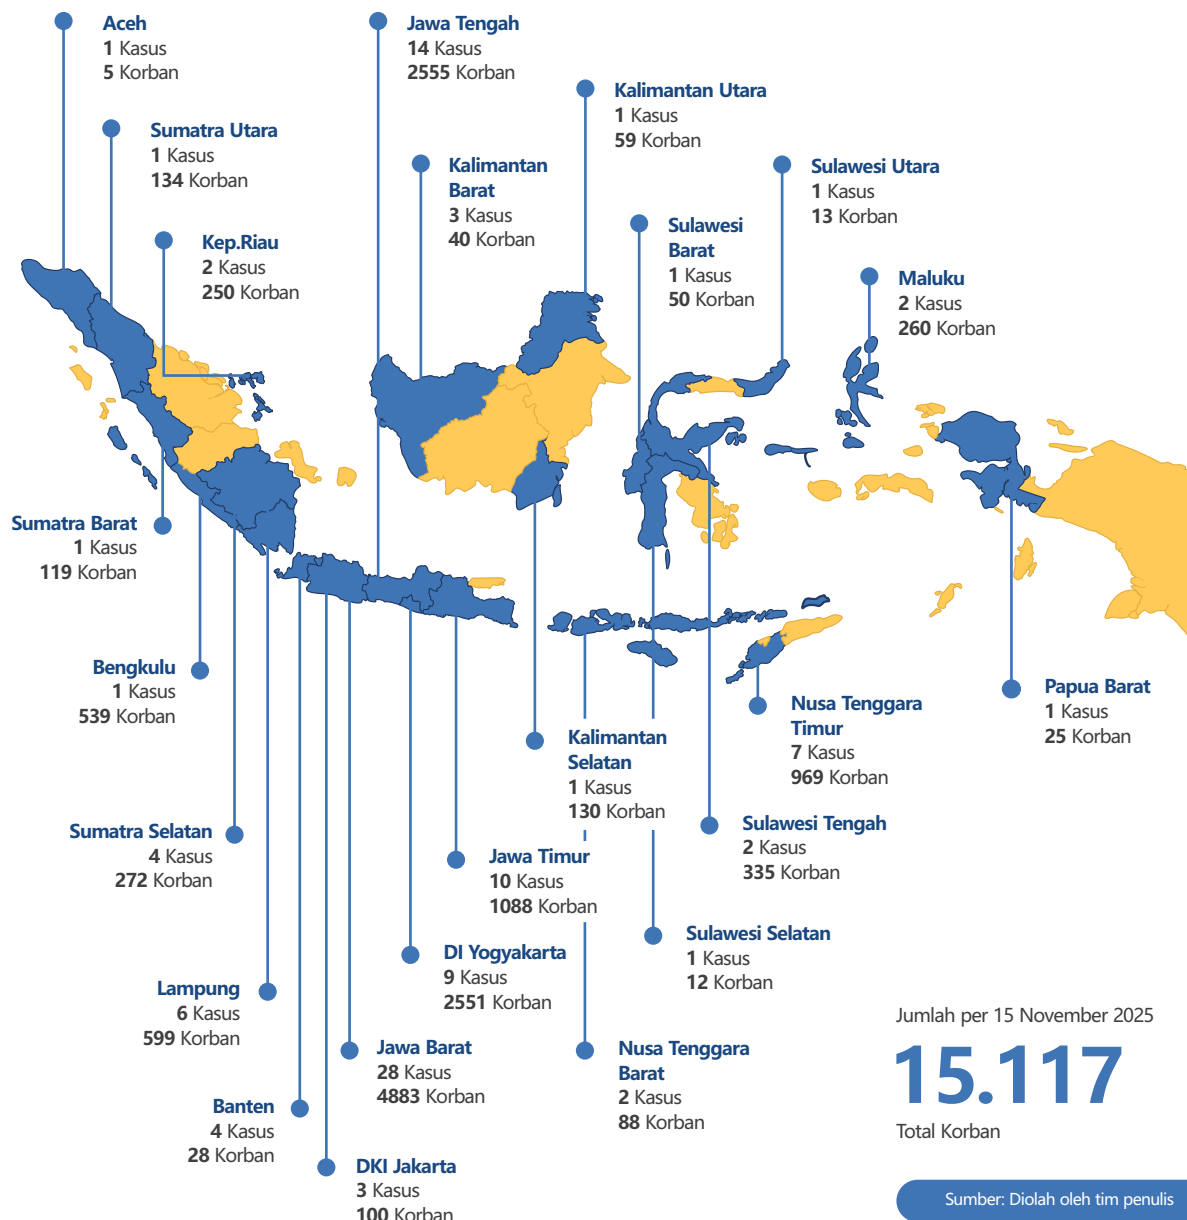 Aceh
1 Kasus
5 Korban
Jawa Tengah
14 Kasus
2555 Korban
Kalimantan Utara
1 Kasus
59 Korban
Sumatra Utara
1 Kasus
134 Korban
Kalimantan
Barat
3 Kasus
40 Korban
Sulawesi Utara
1 Kasus
13 Korban
Kep.Riau
2 Kasus
250 Korban
Sulawesi
Barat
1 Kasus
50 Korban
Maluku
2 Kasus
260 Korban
Sumatra Barat
1 Kasus
119 Korban
Bengkulu
1 Kasus
539 Korban
Kalimantan
Selatan
1 Kasus
130 Korban
Nusa Tenggara
Timur
7 Kasus
969 Korban
Papua Barat
1 Kasus
25 Korban
Sumatra Selatan
4 Kasus
272 Korban
Jawa Timur
10 Kasus
1088 Korban
Sulawesi Tengah
2 Kasus
335 Korban
DI Yogyakarta
9 Kasus
2551 Korban
Sulawesi Selatan
1 Kasus
12 Korban
Lampung
6 Kasus
599 Korban
Jawa Barat
28 Kasus
4883 Korban
Nusa Tenggara
Barat
2 Kasus
88 Korban
Banten
4 Kasus
28 Korban
DKI Jakarta
3 Kasus
100 Korban
Jumlah per 15 November 2025
15.117
Total Korban
Sumber: Diolah oleh tim penulis